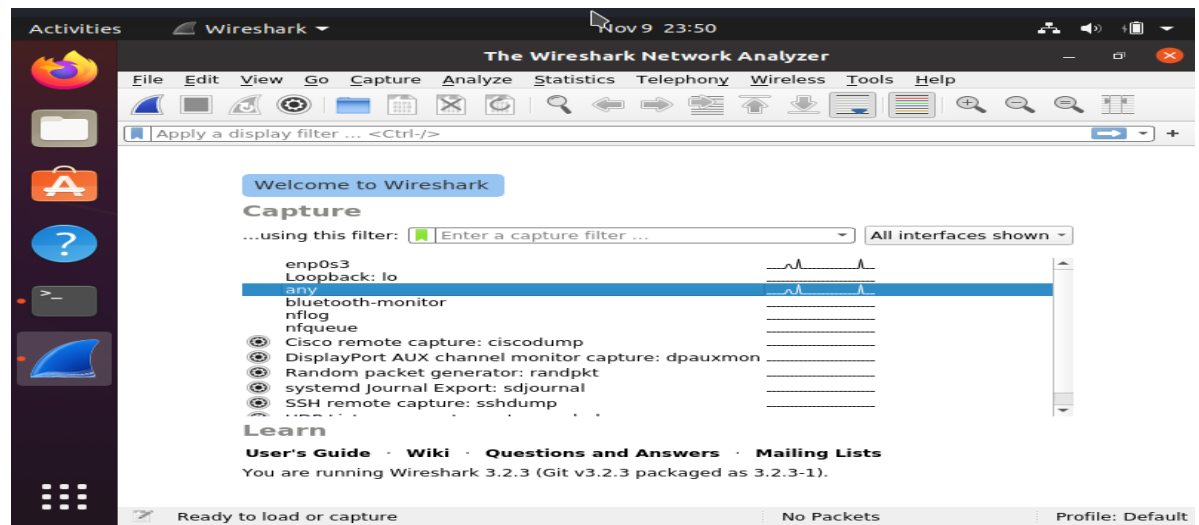 Activities Wireshark Nov 9 23:50
The Wireshark Network Analyzer
File Edit View Go Capture Analyze Statistics Telephony Wireless Tools Help
Apply a display filter ... <Ctrl-/>
Welcome to Wireshark
Capture
...using this filter: Enter a capture filter ... All interfaces shown
enp0s3
Loopback: lo
any
bluetooth-monitor
nflog
nfqueue
Cisco remote capture: ciscodump
DisplayPort AUX channel monitor capture: dpauxmon
Random packet generator: randpkt
systemd Journal Export: sdjournal
SSH remote capture: sshdump
Learn
User's Guide · Wiki · Questions and Answers · Mailing Lists
You are running Wireshark 3.2.3 (Git v3.2.3 packaged as 3.2.3-1).
Ready to load or capture No Packets Profile: Default